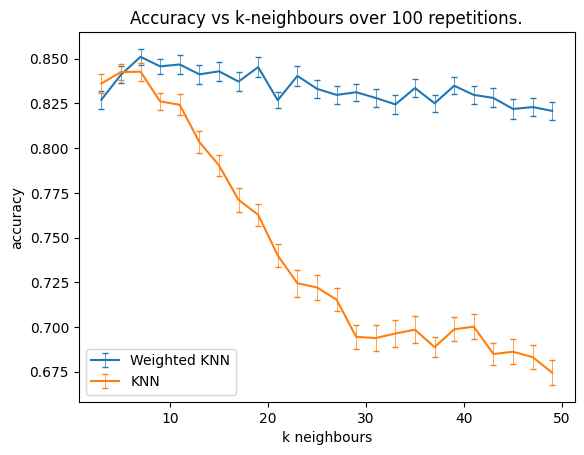 Accuracy vs k-neighbours over 100 repetitions.
accuracy
0.850
0.825
0.800
0.775
0.750
0.725
0.700
0.675
Weighted KNN
KNN
10 20 30 40 50
k neighbours